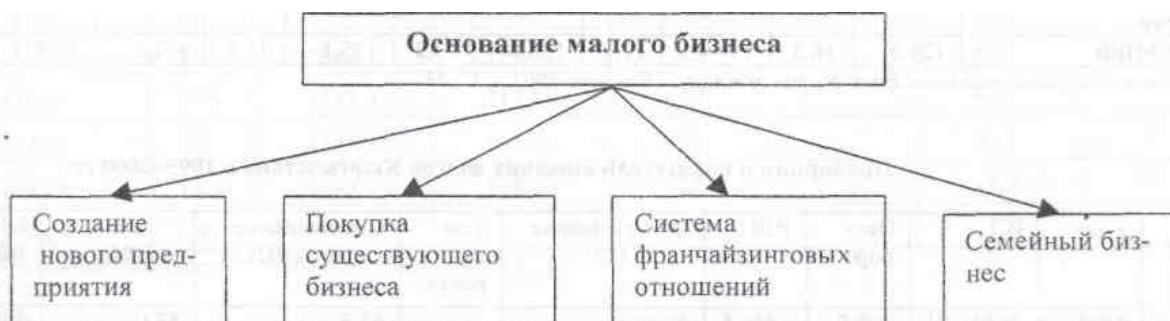 Основание малого бизнеса
Создание
нового пред-
приятия
Покупка
существующего
бизнеса
Система
франчайзинговых
отношений
Семейный биз-
нес